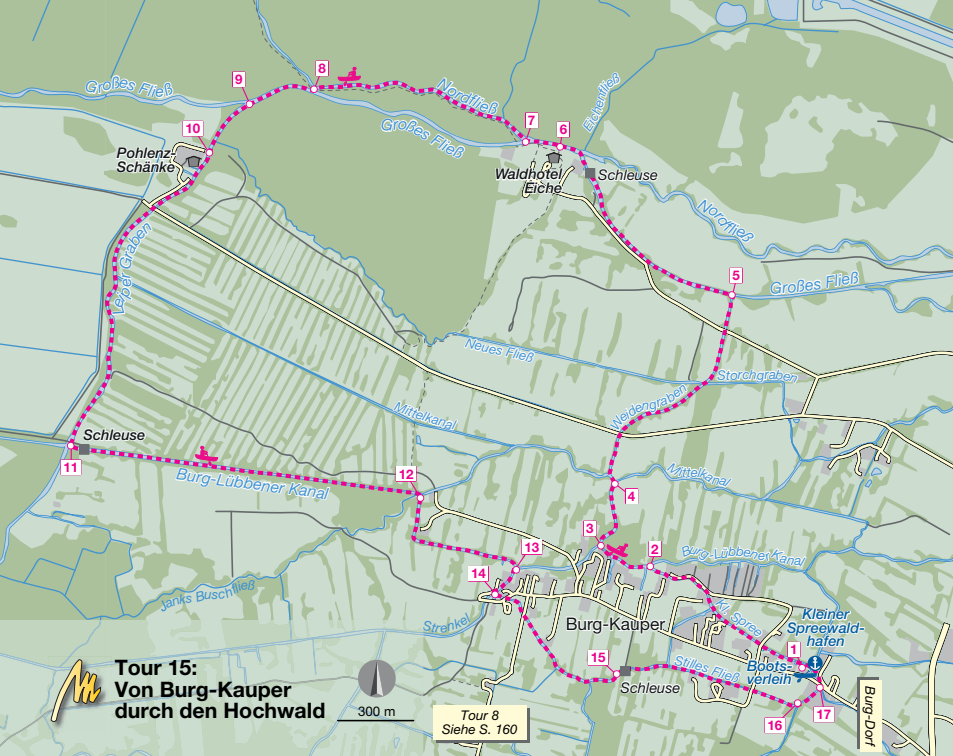 Großes Fließ
9
8
Nordfließ
Großes Fließ
Eichenfließ
10
7
6
Pohlenz-
Schänke
Waldhotel
Eiche
Schleuse
Nordfließ
Leiper Graben
5
Großes Fließ
Neues Fließ
Storchgraben
Weidengraben
Mittelkanal
Schleuse
11
Burg-Lübbener Kanal
12
Mittelkanal
4
3
2
13
Burg-Lübbener Kanal
14
Janks Buschfließ
Strenkel
Burg-Kauper
Kl. Spree
Kleiner
Spreewald-
hafen
1
Boots-
verleih
15
Schleuse
Stilles Fließ
16
17
Burg-Dorf
Tour 15:
Von Burg-Kauper
durch den Hochwald
300 m
Tour 8
Siehe S. 160